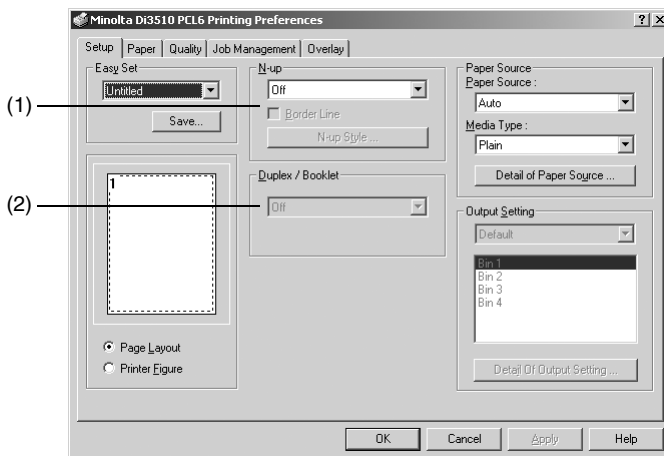 Minolta Di3510 PCL6 Printing Preferences
Setup
Paper
Quality
Job Management
Overlay
Easy Set
Untitled
Save...
1
Page Layout
Printer Figure
(1)
(2)
N-up
Off
Border Line
N-up Style ...
Duplex / Booklet
Off
Paper Source
Paper Source :
Auto
Media Type :
Plain
Detail of Paper Source ...
Output Setting
Default
Bin 1
Bin 2
Bin 3
Bin 4
Detail Of Output Setting ...
OK
Cancel
Apply
Help